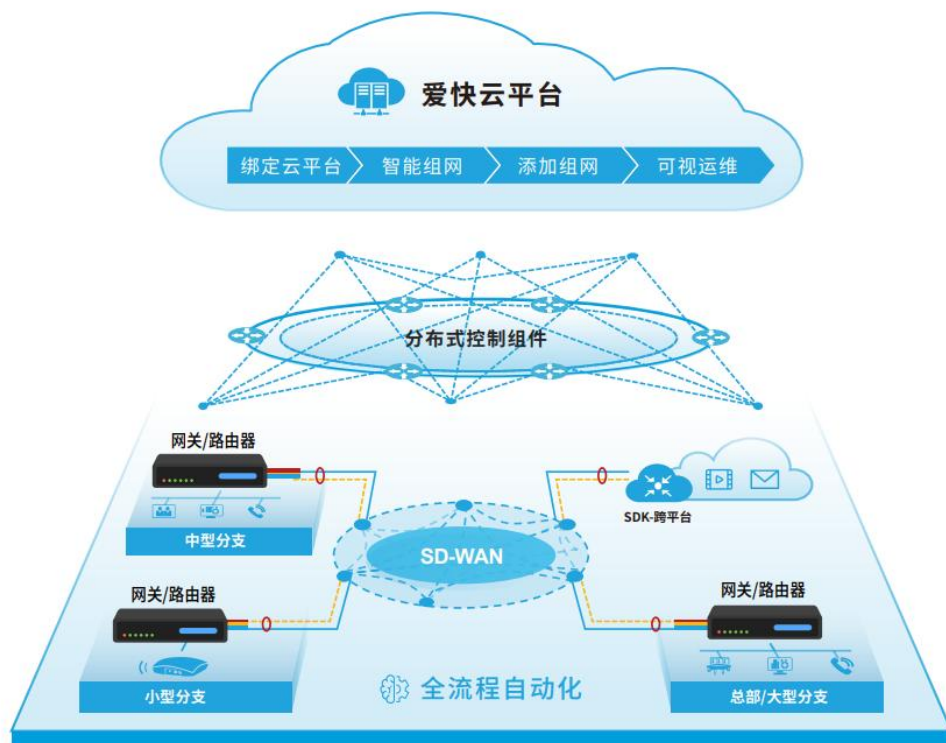 爱快云平台
绑定云平台
智能组网
添加组网
可视运维
分布式控制组件
网关/路由器
中型分支
SDK-跨平台
SD-WAN
网关/路由器
小型分支
网关/路由器
总部/大型分支
全流程自动化